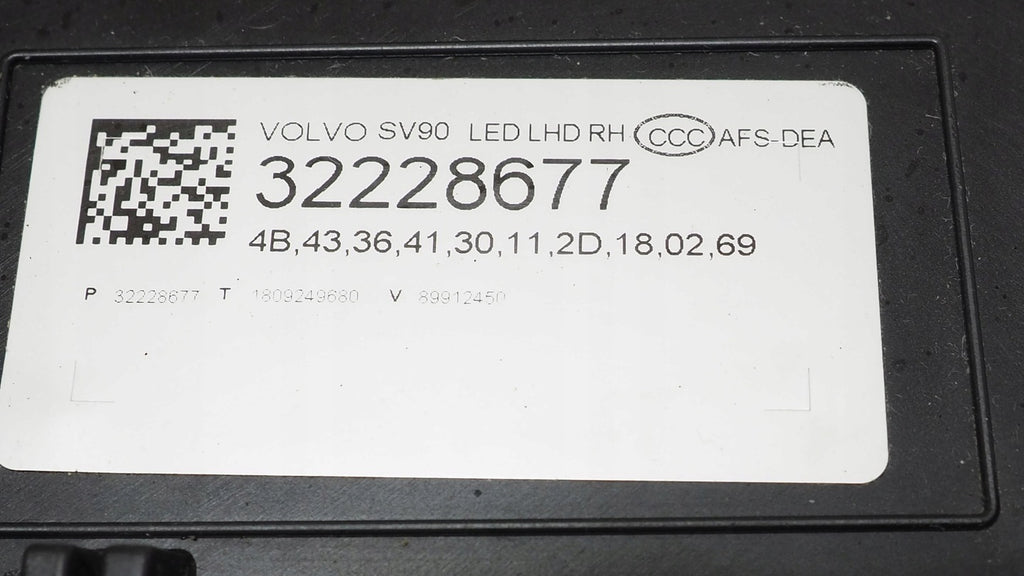 VOLVO SV90 LED LHD RH CCC AFS-DEA
32228677
4B,43,36,41,30,11,2D,18,02,69
P 32228677 T 1809249680 V 89912450